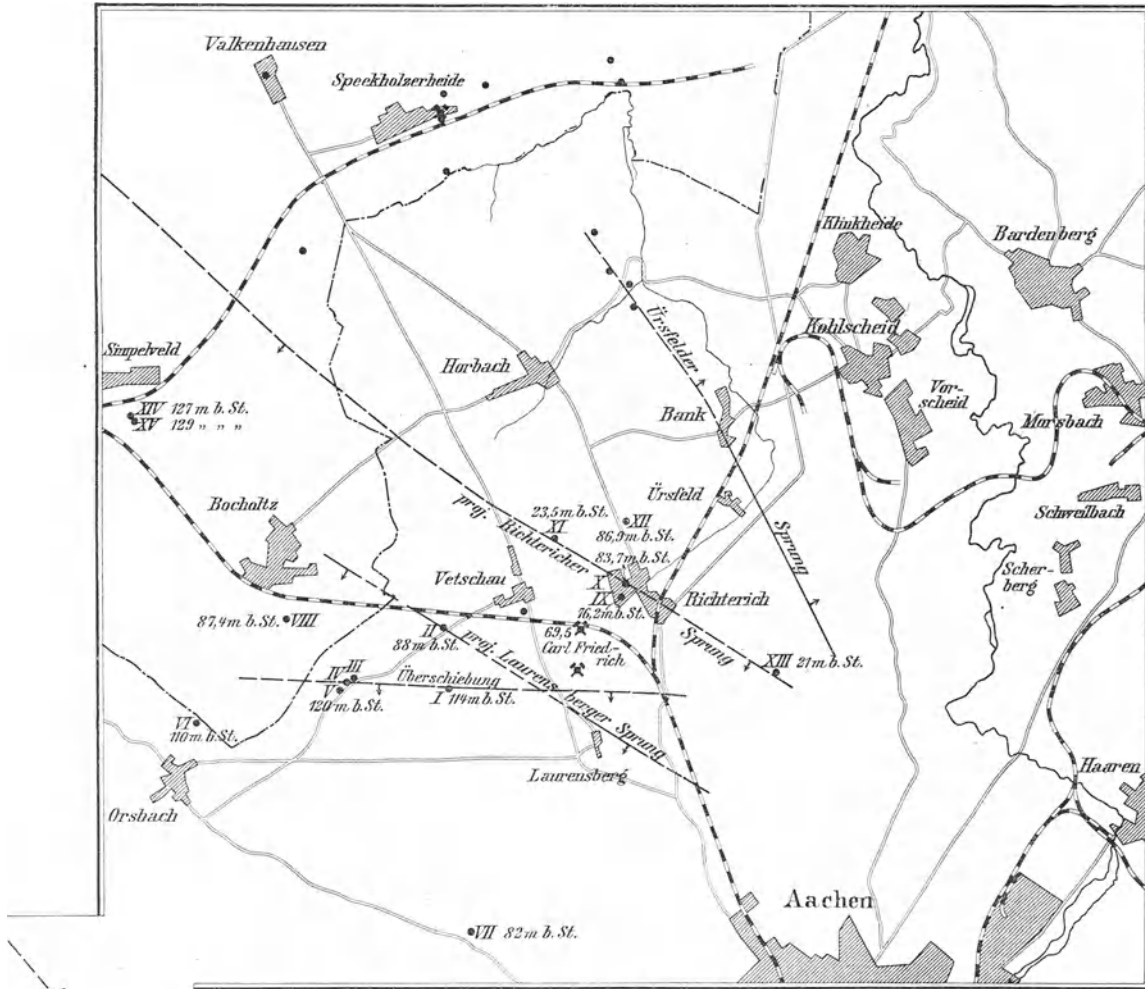 Valkenhausen
Speckholzerheide
Klinkheide
Bardenberg
Simpelveld
XIV 127 m b. St.
XV 129 „ „ „
Horbach
Ürsfelder
Sprung
Kohlscheid
Vor-
scheid
Bank
Morsbach
Bocholtz
proj. Richtericher
Sprung
23,5 m b. St.
XI
XII
86,9 m b. St.
83,7 m b. St.
X
IX
76,2 m b. St.
Ürsfeld
Schweilbach
Scher-
berg
Vetschau
Richterich
87,4 m b. St. VIII
II
88 m b. St.
69,5
Carl Fried-
rich
XIII 21 m b. St.
proj. Laurensberger Sprung
III
IV
V
120 m b. St.
Überschiebung
I 114 m b. St.
VI
110 m b. St.
Laurensberg
Haaren
Orsbach
Aachen
VII 82 m b. St.